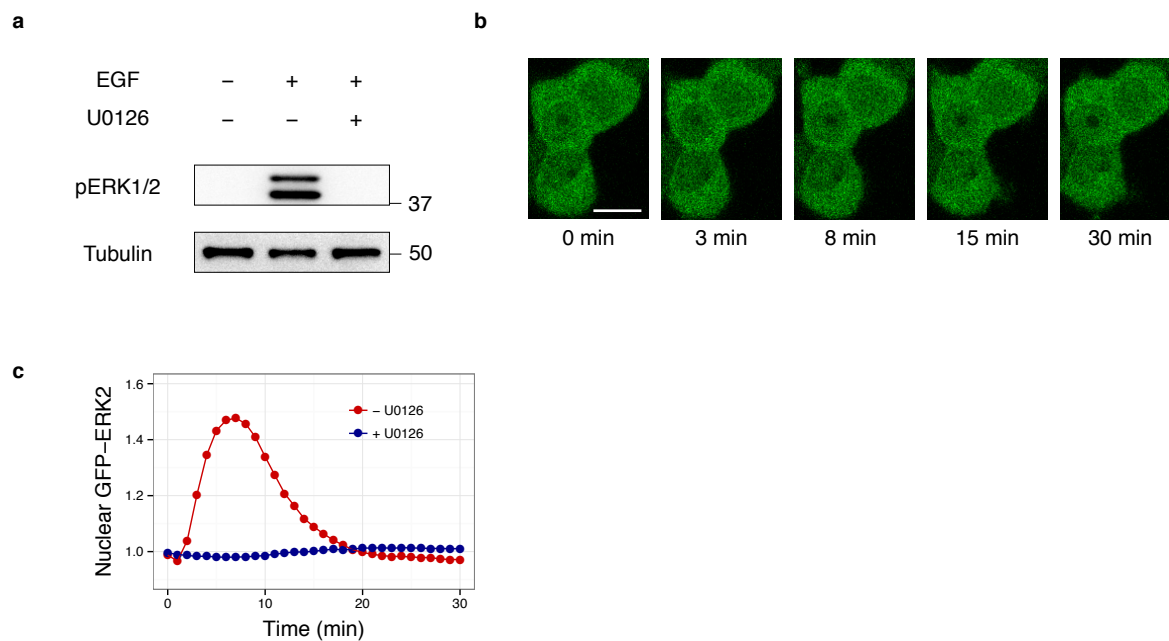 a
EGF – + +
U0126 – – +
pERK1/2
37
Tubulin
50
b
0 min 3 min 8 min 15 min 30 min
c
Nuclear GFP–ERK2
1.6
1.4
1.2
1.0
– U0126
+ U0126
0 10 20 30
Time (min)